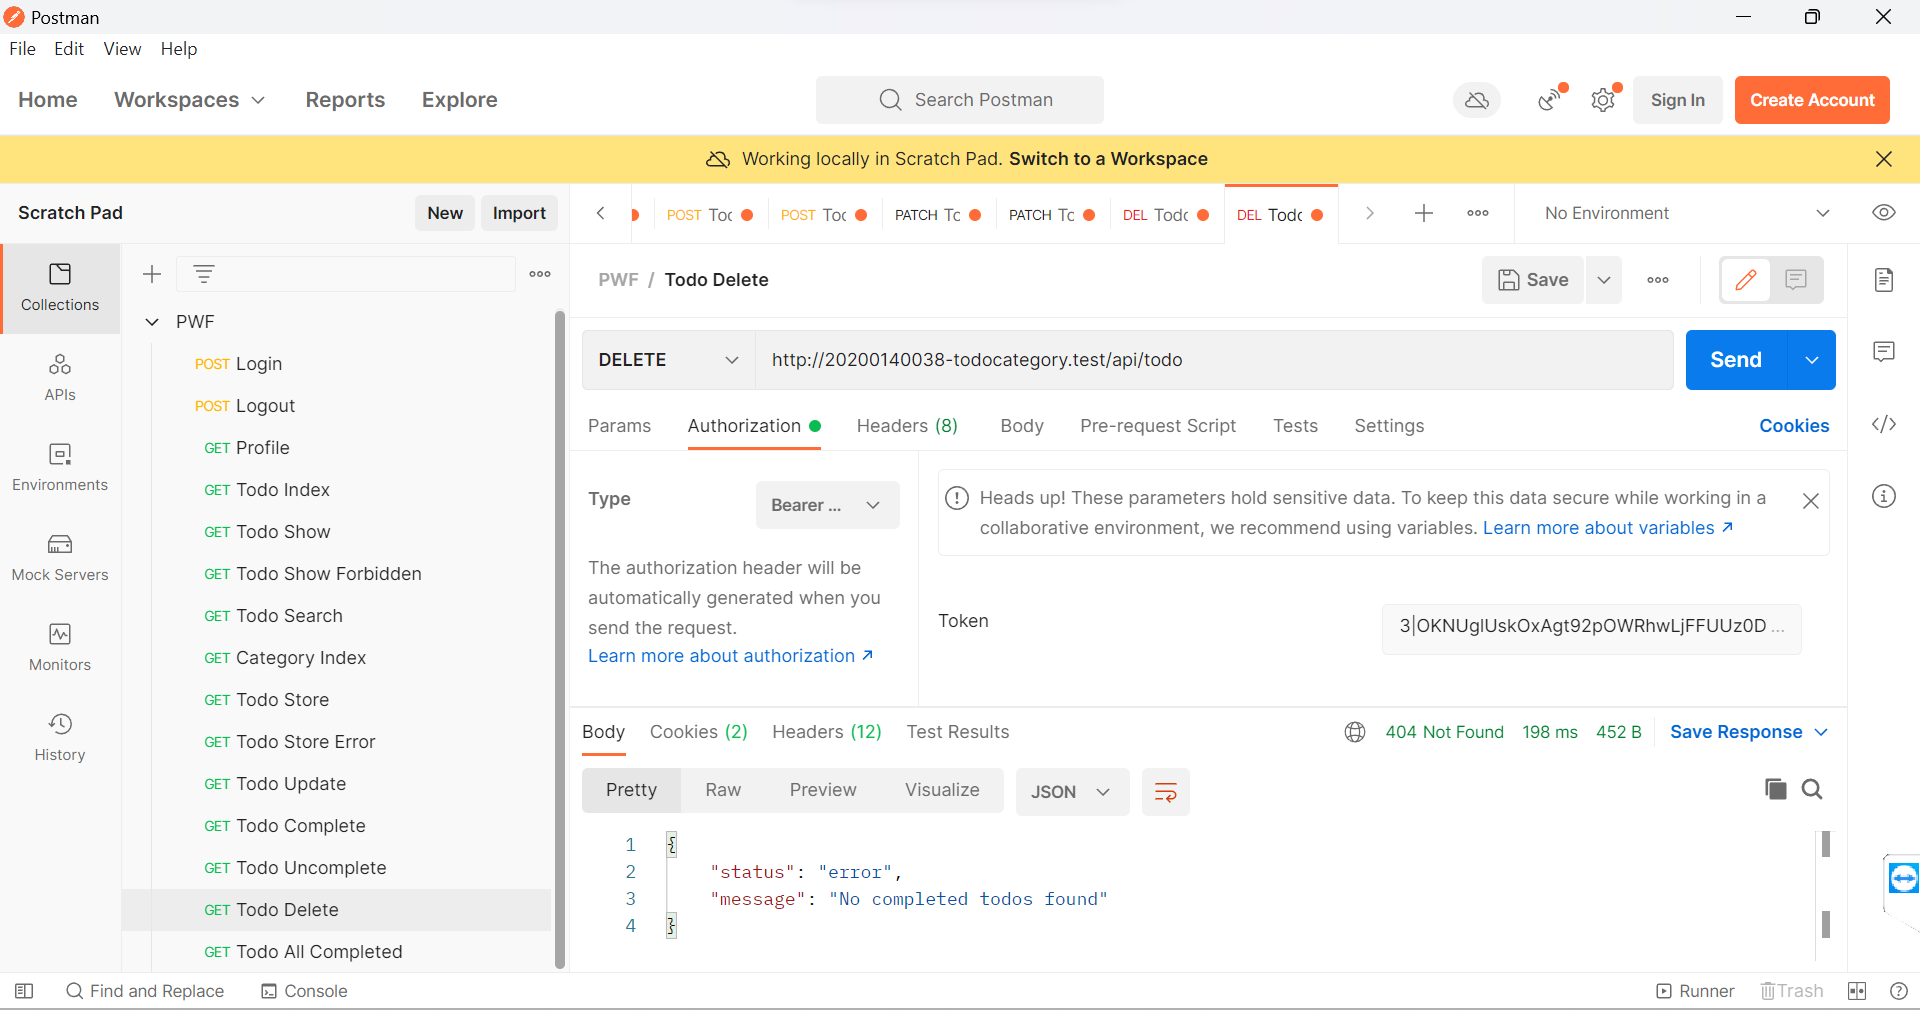 Postman
File Edit View Help
Home Workspaces Reports Explore
Search Postman
Sign In
Create Account
Working locally in Scratch Pad. Switch to a Workspace
Scratch Pad
New
Import
POST Toc
POST Toc
PATCH Tc
PATCH Tc
DEL Todc
DEL Todc
No Environment
Collections
APIs
Environments
Mock Servers
Monitors
History
PWF
POST Login
POST Logout
GET Profile
GET Todo Index
GET Todo Show
GET Todo Show Forbidden
GET Todo Search
GET Category Index
GET Todo Store
GET Todo Store Error
GET Todo Update
GET Todo Complete
GET Todo Uncomplete
GET Todo Delete
GET Todo All Completed
PWF / Todo Delete
Save
DELETE
http://20200140038-todocategory.test/api/todo
Send
Params Authorization Headers (8) Body Pre-request Script Tests Settings
Cookies
Type
Bearer ...
The authorization header will be
automatically generated when you
send the request.
Learn more about authorization ↗
Heads up! These parameters hold sensitive data. To keep this data secure while working in a
collaborative environment, we recommend using variables. Learn more about variables ↗
Token
3|OKNUglUskOxAgt92pOWRhwLjFFUUz0D ...
Body Cookies (2) Headers (12) Test Results
404 Not Found 198 ms 452 B
Save Response
Pretty Raw Preview Visualize
JSON
1 {
2 "status": "error",
3 "message": "No completed todos found"
4 }
Find and Replace
Console
Runner
Trash